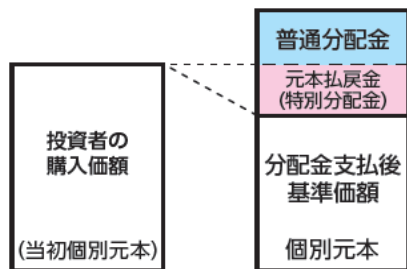 普通分配金
元本払戻金
(特別分配金)
投資者の
購入価額
(当初個別元本)
分配金支払後
基準価額
個別元本